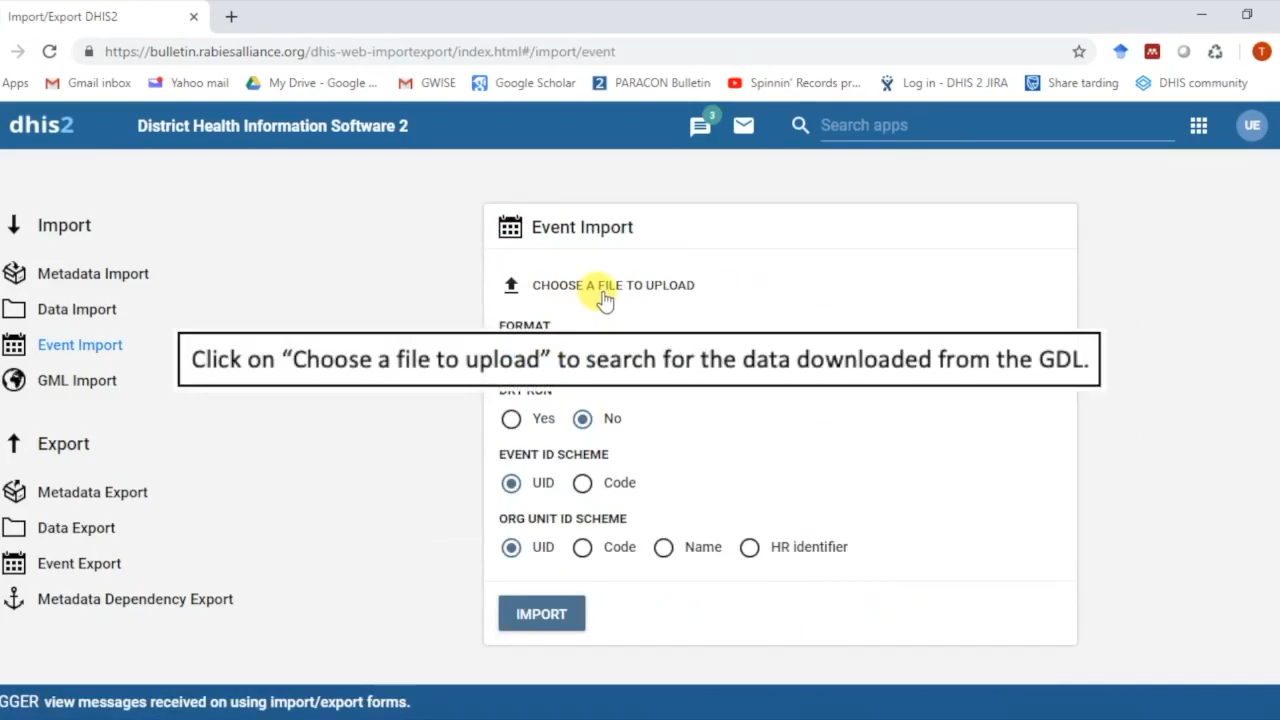 Import/Export DHIS2
https://bulletin.rabiesalliance.org/dhis-web-importexport/index.html#/import/event
T
Apps Gmail inbox Yahoo mail My Drive - Google ... GWISE Google Scholar 2 PARACON Bulletin Spinnin' Records pr... Log in - DHIS 2 JIRA Share tarding DHIS community
dhis2 District Health Information Software 2 3 Search apps UE
Import
Metadata Import
Data Import
Event Import
GML Import
Export
Metadata Export
Data Export
Event Export
Metadata Dependency Export
Event Import
CHOOSE A FILE TO UPLOAD
FORMAT
Click on “Choose a file to upload” to search for the data downloaded from the GDL.
DRY RUN
Yes No
EVENT ID SCHEME
UID Code
ORG UNIT ID SCHEME
UID Code Name HR identifier
IMPORT
GGER view messages received on using import/export forms.